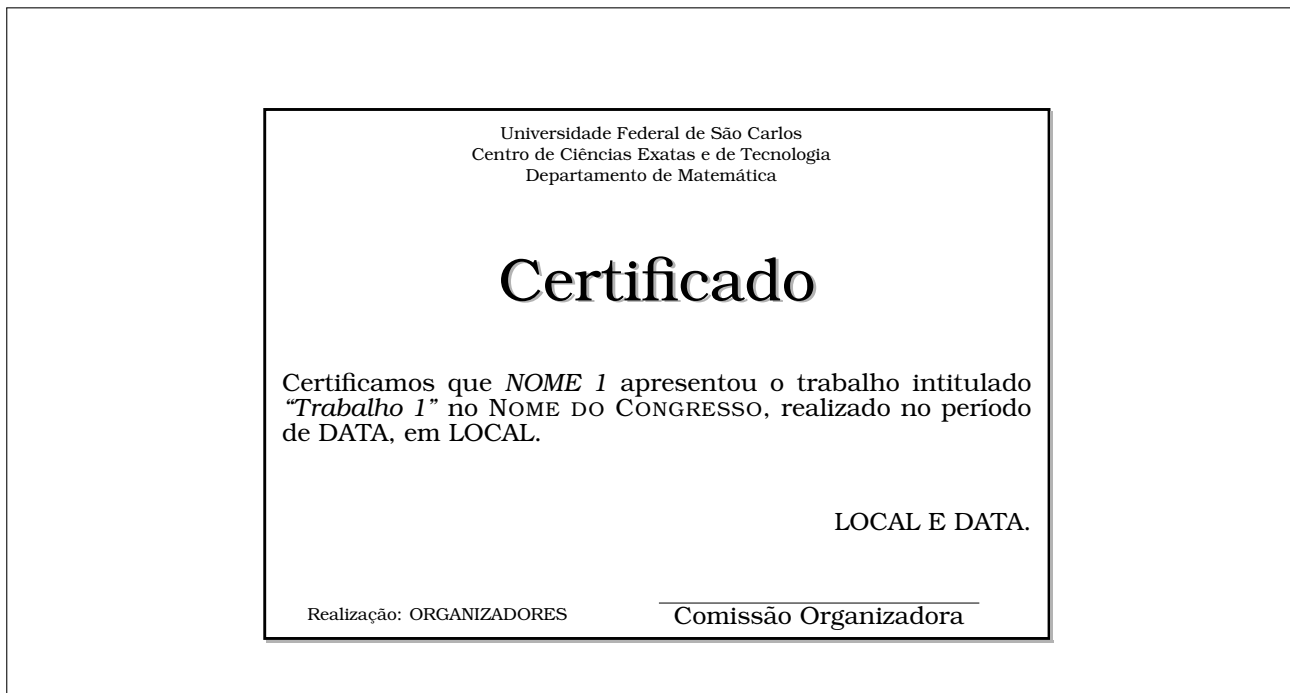 Universidade Federal de São Carlos
Centro de Ciências Exatas e de Tecnologia
Departamento de Matemática
Certificado
Certificamos que NOME 1 apresentou o trabalho intitulado
“Trabalho 1” no NOME DO CONGRESSO, realizado no período
de DATA, em LOCAL.
LOCAL E DATA.
Realização: ORGANIZADORES
Comissão Organizadora